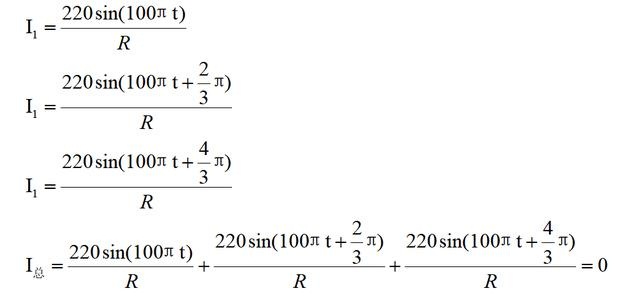 I₁ = 220sin(100π t) / R
I₁ = 220sin(100π t + 2/3 π) / R
I₁ = 220sin(100π t + 4/3 π) / R
I总 = 220sin(100π t) / R + 220sin(100π t + 2/3 π) / R + 220sin(100π t + 4/3 π) / R = 0